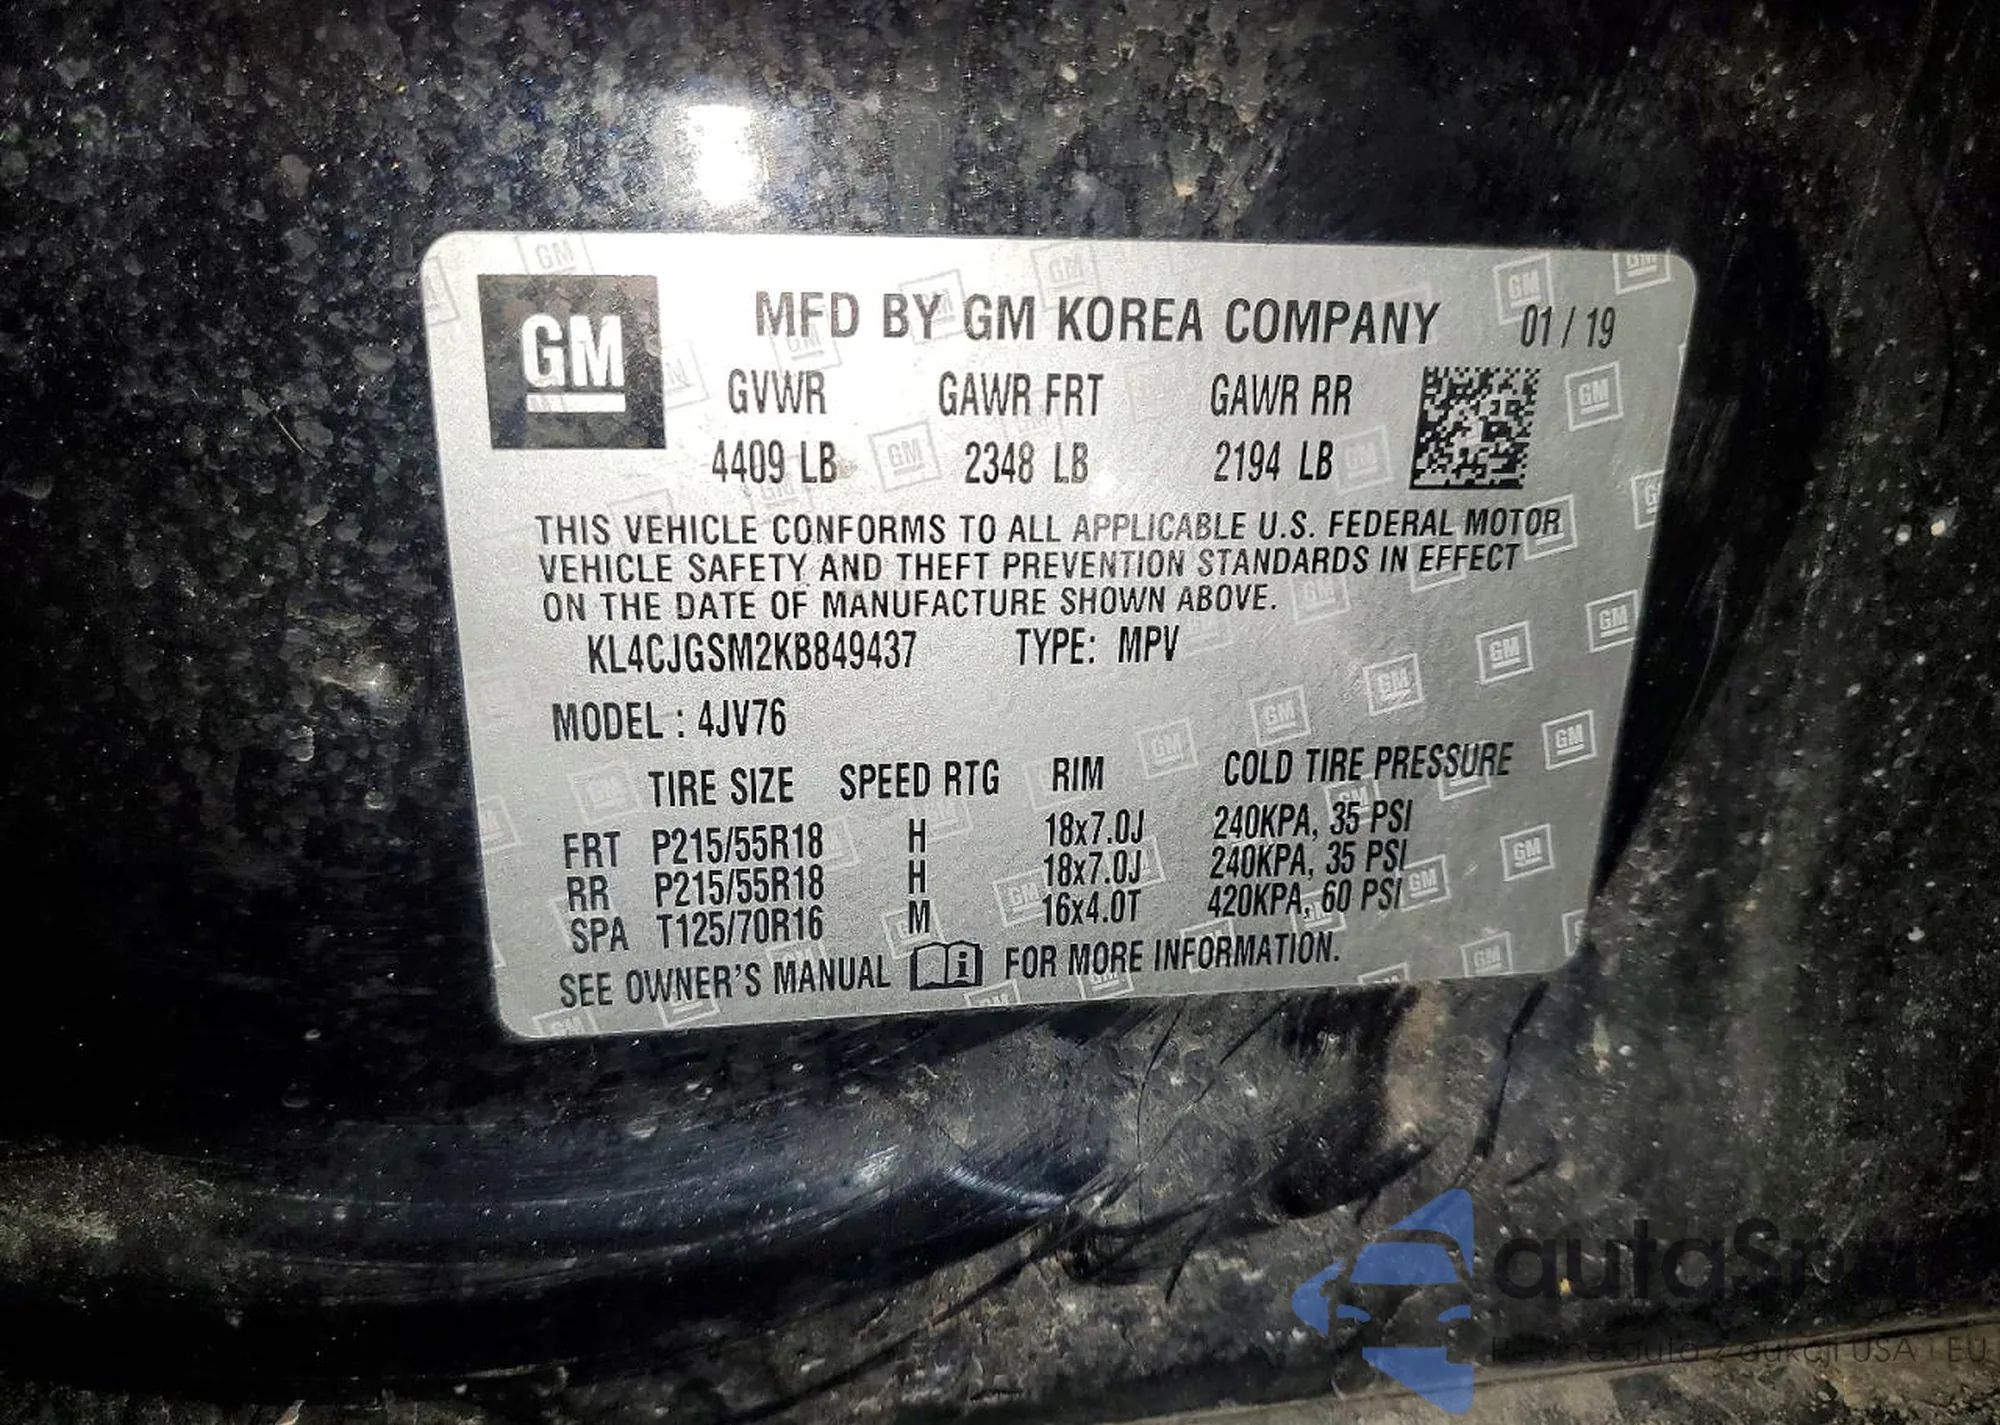 GM
MFD BY GM KOREA COMPANY 01 / 19
GVWR GAWR FRT GAWR RR
4409 LB 2348 LB 2194 LB
THIS VEHICLE CONFORMS TO ALL APPLICABLE U.S. FEDERAL MOTOR
VEHICLE SAFETY AND THEFT PREVENTION STANDARDS IN EFFECT
ON THE DATE OF MANUFACTURE SHOWN ABOVE.
KL4CJGSM2KB849437 TYPE: MPV
MODEL : 4JV76
TIRE SIZE SPEED RTG RIM COLD TIRE PRESSURE
FRT P215/55R18 H 18x7.0J 240KPA, 35 PSI
RR P215/55R18 H 18x7.0J 240KPA, 35 PSI
SPA T125/70R16 M 16x4.0T 420KPA, 60 PSI
SEE OWNER'S MANUAL FOR MORE INFORMATION.
auta z aukcji USA i EU